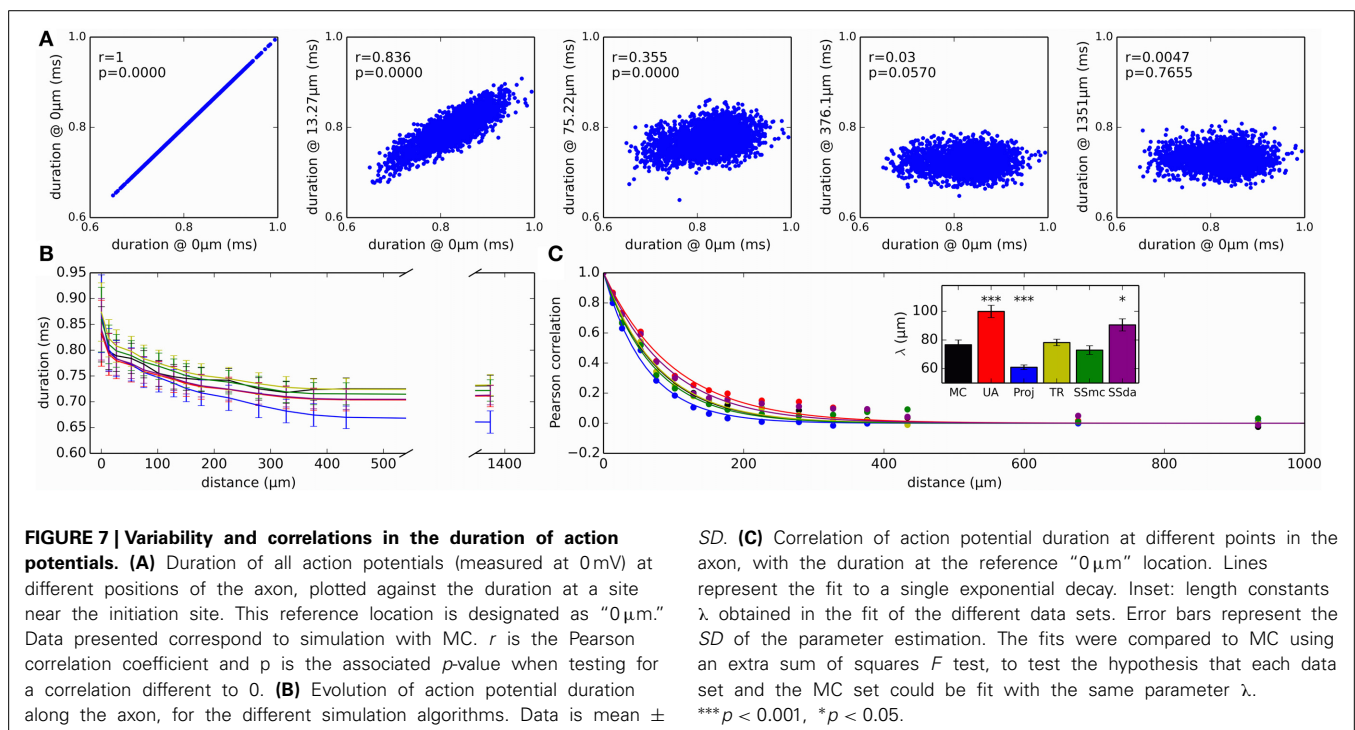 A
1.0
0.8
0.6
0.6
0.8
1.0
duration @ 0µm (ms)
duration @ 0µm (ms)
r=1
p=0.0000
1.0
0.8
0.6
0.6
0.8
1.0
duration @ 13.27µm (ms)
duration @ 0µm (ms)
r=0.836
p=0.0000
1.0
0.8
0.6
0.6
0.8
1.0
duration @ 75.22µm (ms)
duration @ 0µm (ms)
r=0.355
p=0.0000
1.0
0.8
0.6
0.6
0.8
1.0
duration @ 376.1µm (ms)
duration @ 0µm (ms)
r=0.03
p=0.0570
1.0
0.8
0.6
0.6
0.8
1.0
duration @ 1351µm (ms)
duration @ 0µm (ms)
r=0.0047
p=0.7655
B
0.95
0.90
0.85
0.80
0.75
0.70
0.65
0.60
duration (ms)
0 100 200 300 400 500 1400
distance (µm)
C
1.0
0.8
0.6
0.4
0.2
0.0
−0.2
Pearson correlation
0 200 400 600 800 1000
distance (µm)
100
80
60
λ (µm)
*** *** *
MC UA Proj TR SSmc SSda
FIGURE 7 | Variability and correlations in the duration of action
potentials. (A) Duration of all action potentials (measured at 0 mV) at
different positions of the axon, plotted against the duration at a site
near the initiation site. This reference location is designated as “0 µm.”
Data presented correspond to simulation with MC. r is the Pearson
correlation coefficient and p is the associated p-value when testing for
a correlation different to 0. (B) Evolution of action potential duration
along the axon, for the different simulation algorithms. Data is mean ±
SD. (C) Correlation of action potential duration at different points in the
axon, with the duration at the reference “0 µm” location. Lines
represent the fit to a single exponential decay. Inset: length constants
λ obtained in the fit of the different data sets. Error bars represent the
SD of the parameter estimation. The fits were compared to MC using
an extra sum of squares F test, to test the hypothesis that each data
set and the MC set could be fit with the same parameter λ.
***p < 0.001, *p < 0.05.